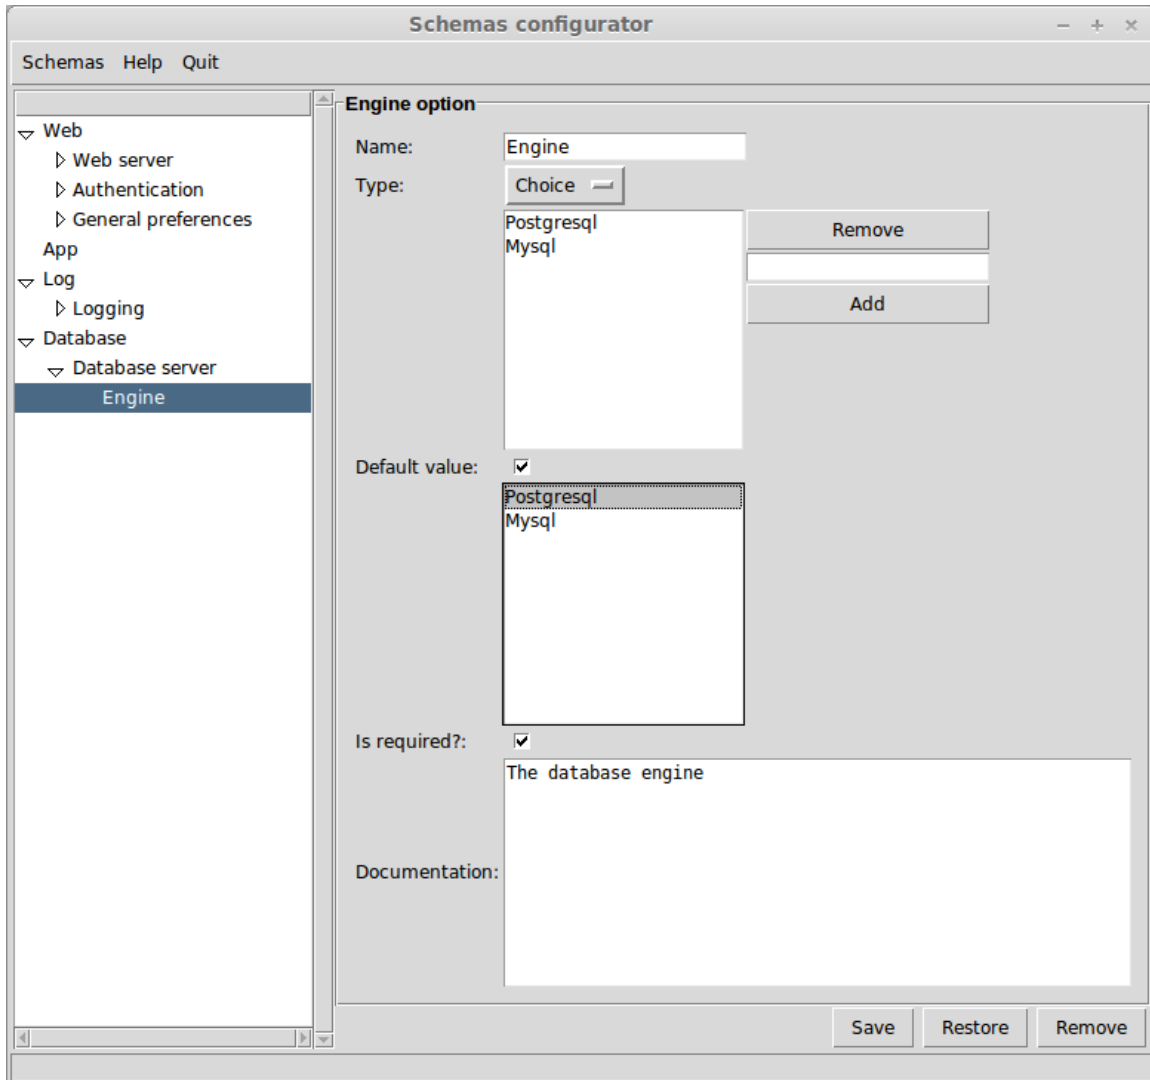 Schemas configurator
Schemas Help Quit
Web
Web server
Authentication
General preferences
App
Log
Logging
Database
Database server
Engine
Engine option
Name: Engine
Type: Choice
Postgresql
Mysql
Remove
Add
Default value:
Postgresql
Mysql
Is required?:
The database engine
Documentation:
Save Restore Remove